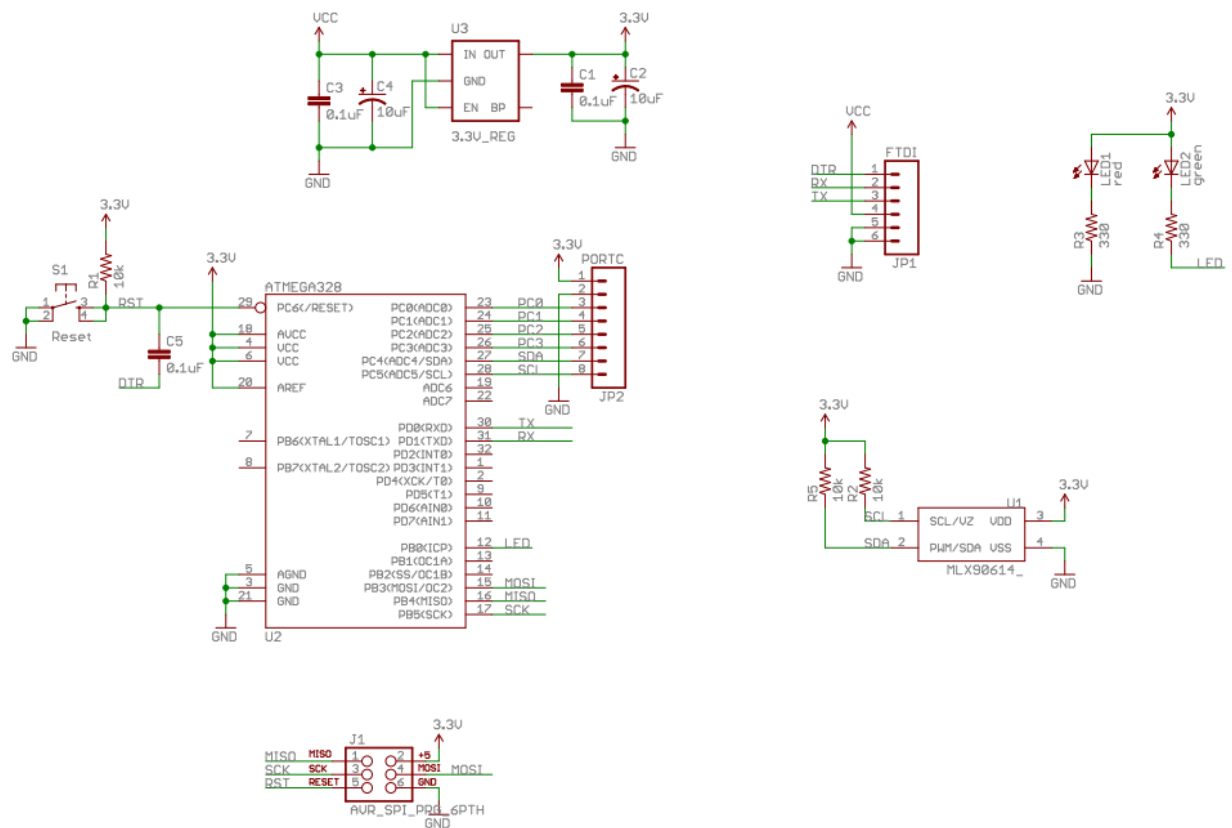 VCC
U3
3.3V
IN OUT
GND
EN BP
3.3V_REG
C3
0.1uF
C4
10uF
C1
0.1uF
C2
10uF
GND
GND
VCC
FTDI
DTR 1
RX 2
TX 3
4
5
6
JP1
GND
3.3V
LED1
red
LED2
green
R3
330
R4
330
GND
LED
3.3V
R1
10k
S1
1 3
2 4
Reset
GND
RST
C5
0.1uF
DTR
3.3V
ATMEGA328
29 PC6(/RESET)
18 AVCC
4 VCC
6 VCC
20 AREF
7 PB6(XTAL1/TOSC1)
8 PB7(XTAL2/TOSC2)
5 AGND
3 GND
21 GND
GND
U2
PC0(ADC0) 23 PC0
PC1(ADC1) 24 PC1
PC2(ADC2) 25 PC2
PC3(ADC3) 26 PC3
PC4(ADC4/SDA) 27 SDA
PC5(ADC5/SCL) 28 SCL
ADC6 19
ADC7 22
PD0(RXD) 30 TX
PD1(TXD) 31 RX
PD2(INT0) 32
PD3(INT1) 1
PD4(XCK/T0) 2
PD5(T1) 9
PD6(AIN0) 10
PD7(AIN1) 11
PB0(ICP) 12 LED
PB1(OC1A) 13
PB2(SS/OC1B) 14
PB3(MOSI/OC2) 15 MOSI
PB4(MISO) 16 MISO
PB5(SCK) 17 SCK
3.3V
PORTC
1
2
3
4
5
6
7
8
JP2
GND
3.3V
R5
10k
R2
10k
U1
3.3V
SCL 1 SCL/VZ VDD 3
SDA 2 PWM/SDA VSS 4
MLX90614_
GND
J1
3.3V
MISO MISO 1 2 +5
SCK SCK 3 4 MOSI MOSI
RST RESET 5 6 GND
AVR_SPI_PRG_6PTH
GND